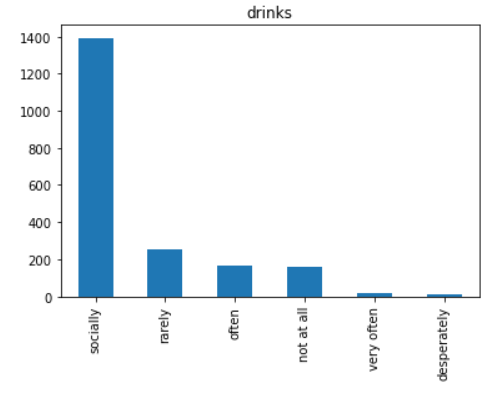 drinks
1400
1200
1000
800
600
400
200
0
socially
rarely
often
not at all
very often
desperately